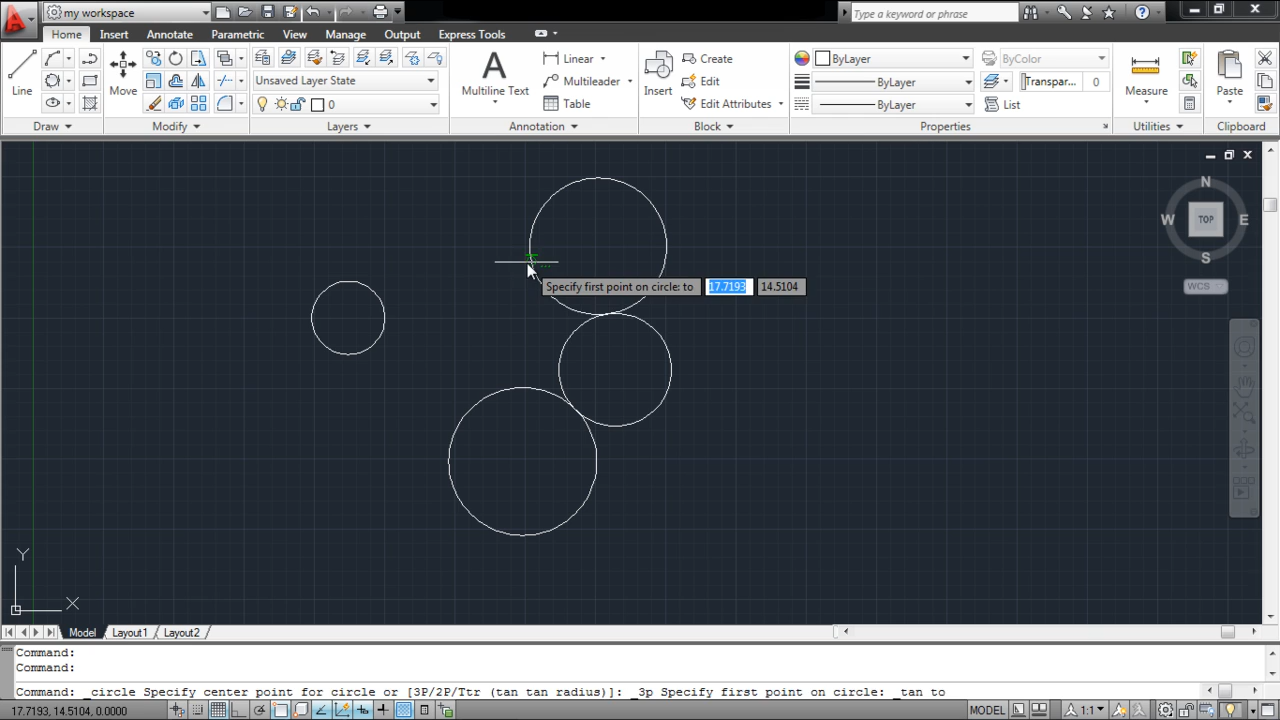 my workspace
Type a keyword or phrase
Home Insert Annotate Parametric View Manage Output Express Tools
Line
Move
Unsaved Layer State
0
Multiline Text
Linear
Multileader
Table
Insert
Create
Edit
Edit Attributes
ByLayer
ByLayer
ByLayer
ByColor
Transpar... 0
List
Measure
Paste
Draw Modify Layers Annotation Block Properties Utilities Clipboard
N
W TOP E
S
WCS
Specify first point on circle: to 17.7193 14.5104
Y
X
Model Layout1 Layout2
Command:
Command:
Command: _circle Specify center point for circle or [3P/2P/Ttr (tan tan radius)]: _3p Specify first point on circle: _tan to
17.7193, 14.5104, 0.0000 MODEL 1:1